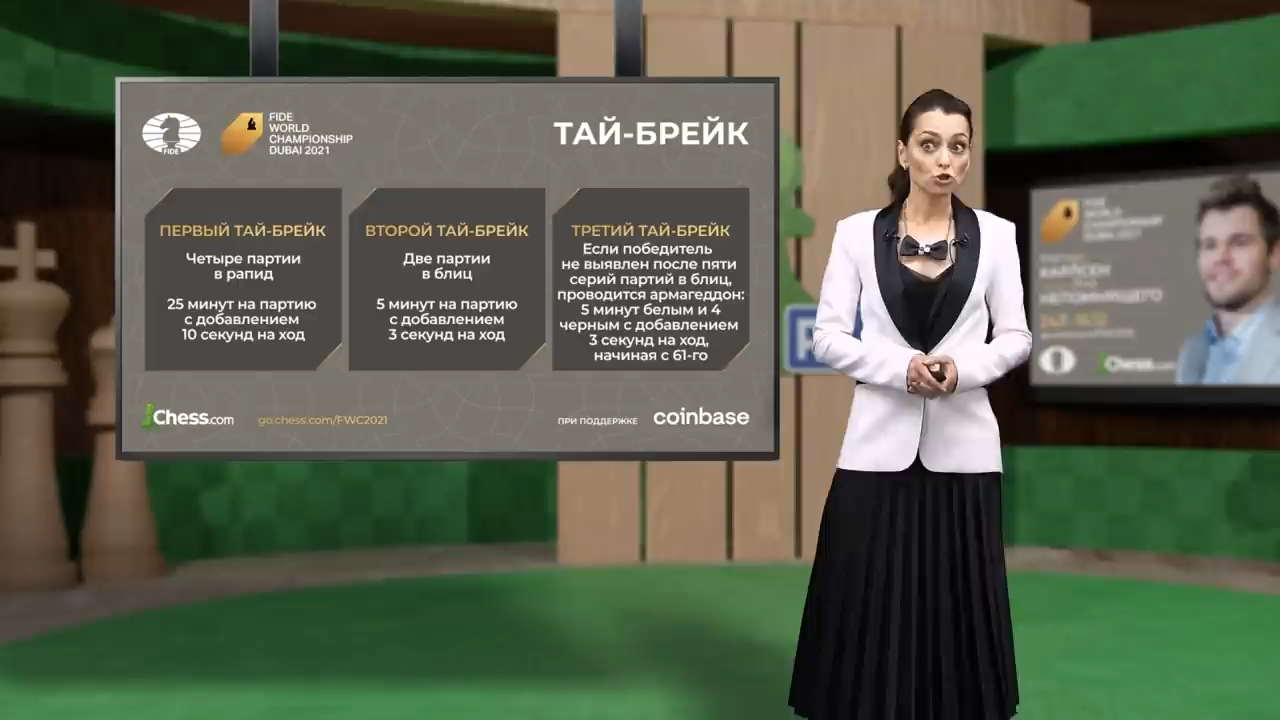 FIDE
FIDE
WORLD
CHAMPIONSHIP
DUBAI 2021
ТАЙ-БРЕЙК
ПЕРВЫЙ ТАЙ-БРЕЙК
Четыре партии
в рапид
25 минут на партию
с добавлением
10 секунд на ход
ВТОРОЙ ТАЙ-БРЕЙК
Две партии
в блиц
5 минут на партию
с добавлением
3 секунд на ход
ТРЕТИЙ ТАЙ-БРЕЙК
Если победитель
не выявлен после пяти
серий партий в блиц,
проводится армагеддон:
5 минут белым и 4
черным с добавлением
3 секунд на ход,
начиная с 61-го
Chess.com
go.chess.com/FWC2021
ПРИ ПОДДЕРЖКЕ
coinbase
FIDE
WORLD
CHAMPIONSHIP
КАРЛСЕН
НЕПОМНЯЩЕГО
Chess.com